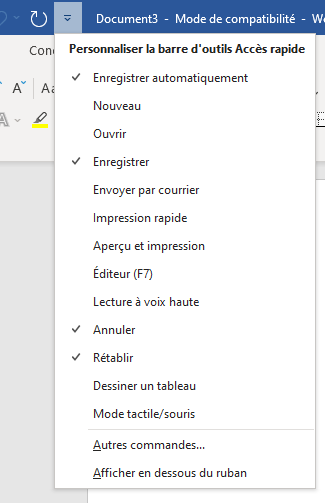 Document3 - Mode de compatibilité - Wo
Personnaliser la barre d'outils Accès rapide
Enregistrer automatiquement
Nouveau
Ouvrir
Enregistrer
Envoyer par courrier
Impression rapide
Aperçu et impression
Éditeur (F7)
Lecture à voix haute
Annuler
Rétablir
Dessiner un tableau
Mode tactile/souris
Autres commandes...
Afficher en dessous du ruban